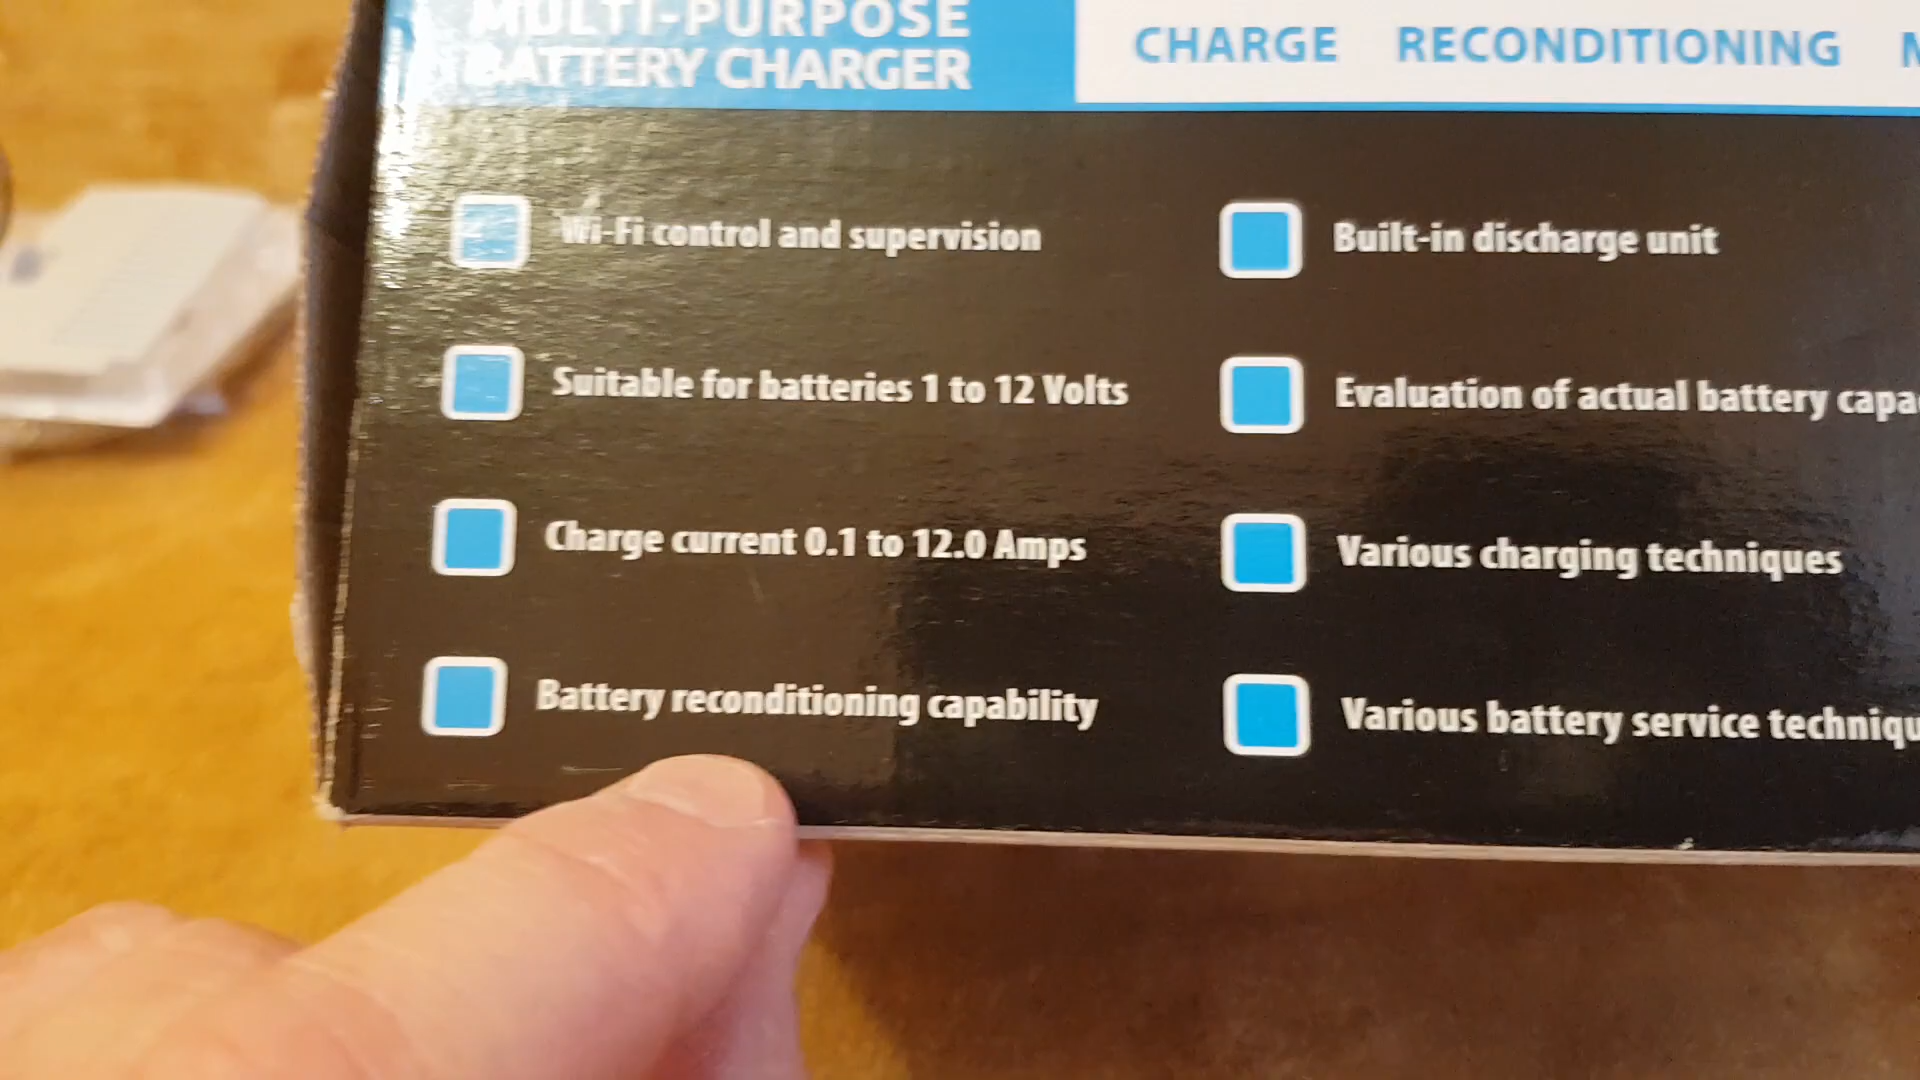 MULTI-PURPOSE
BATTERY CHARGER
CHARGE RECONDITIONING
Wi-Fi control and supervision
Suitable for batteries 1 to 12 Volts
Charge current 0.1 to 12.0 Amps
Battery reconditioning capability
Built-in discharge unit
Evaluation of actual battery
Various charging techniques
Various battery service